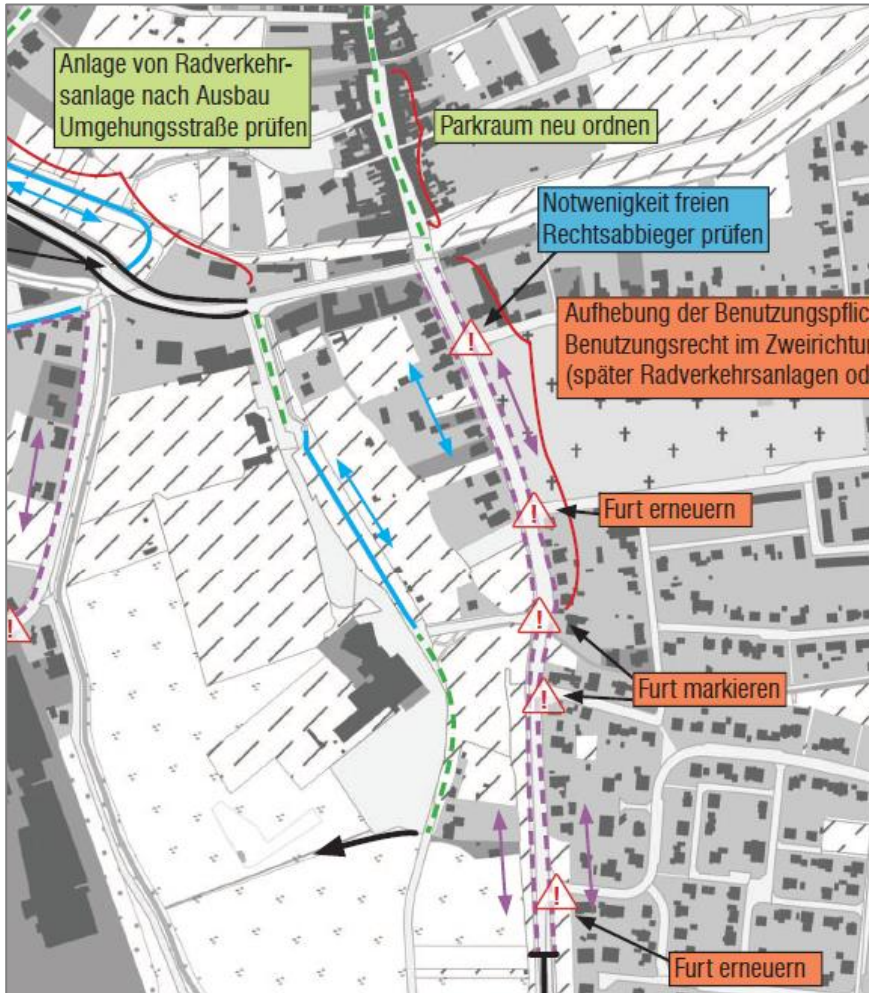 Anlage von Radverkehr-
sanlage nach Ausbau
Umgehungsstraße prüfen
Parkraum neu ordnen
Notwenigkeit freien
Rechtsabbieger prüfen
Aufhebung der Benutzungspflic
Benutzungsrecht im Zweirichtun
(später Radverkehrsanlagen od
!
!
Furt erneuern
!
!
Furt markieren
!
!
Furt erneuern